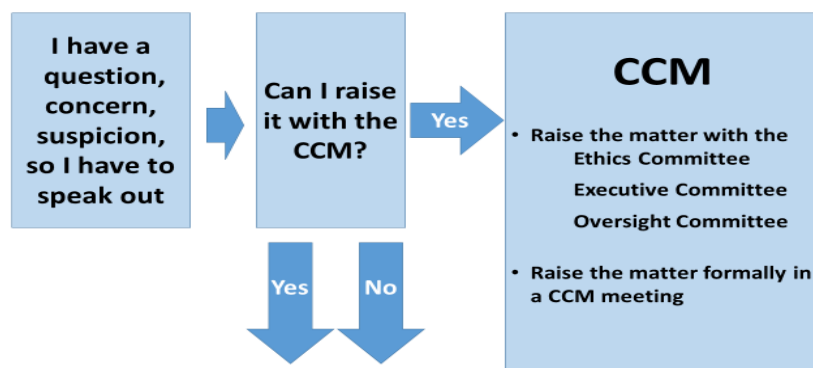 I have a
question,
concern,
suspicion,
so I have to
speak out
Can I raise
it with the
CCM?
Yes
Yes
No
CCM
• Raise the matter with the
Ethics Committee
Executive Committee
Oversight Committee
• Raise the matter formally in
a CCM meeting